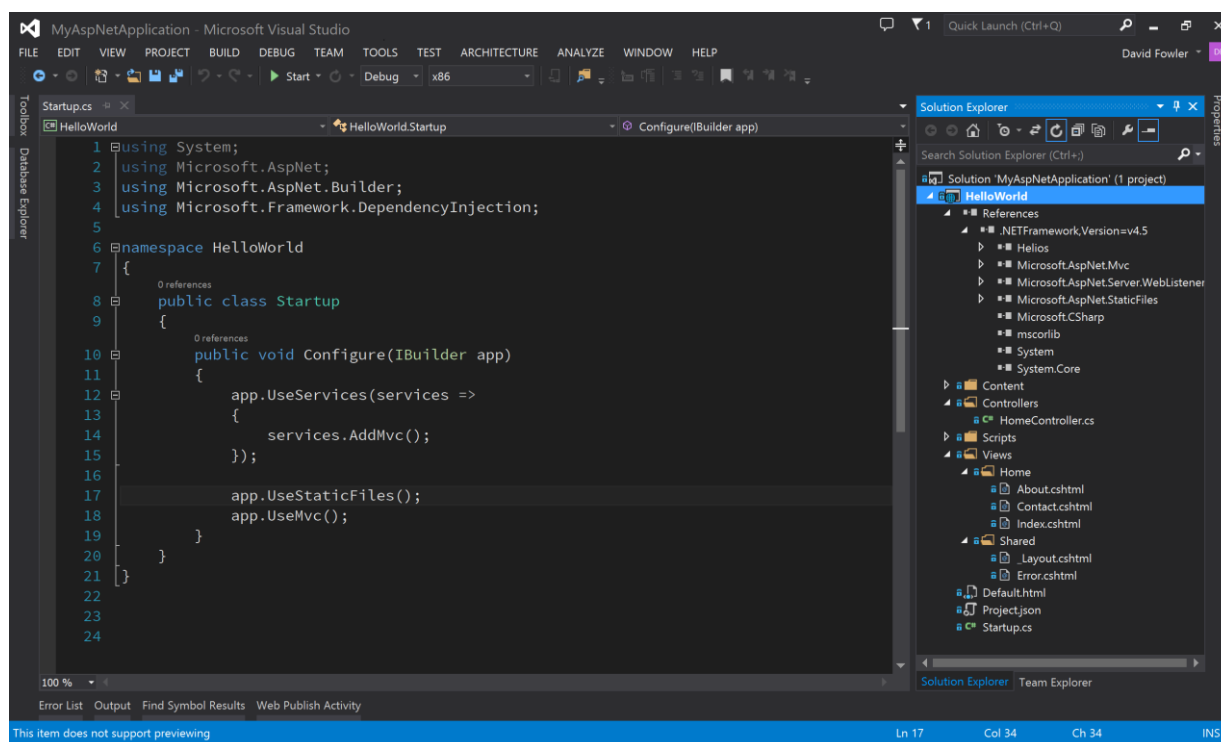 MyAspNetApplication - Microsoft Visual Studio
1
Quick Launch (Ctrl+Q)
FILE EDIT VIEW PROJECT BUILD DEBUG TEAM TOOLS TEST ARCHITECTURE ANALYZE WINDOW HELP
David Fowler
Start Debug x86
Toolbox
Database Explorer
Startup.cs
HelloWorld HelloWorld.Startup Configure(IBuilder app)
1 using System;
2 using Microsoft.AspNet;
3 using Microsoft.AspNet.Builder;
4 using Microsoft.Framework.DependencyInjection;
5
6 namespace HelloWorld
7 {
0 references
8 public class Startup
9 {
0 references
10 public void Configure(IBuilder app)
11 {
12 app.UseServices(services =>
13 {
14 services.AddMvc();
15 });
16
17 app.UseStaticFiles();
18 app.UseMvc();
19 }
20 }
21 }
22
23
24
100 %
Error List Output Find Symbol Results Web Publish Activity
Solution Explorer
Search Solution Explorer (Ctrl+;)
Solution 'MyAspNetApplication' (1 project)
HelloWorld
References
.NETFramework,Version=v4.5
Helios
Microsoft.AspNet.Mvc
Microsoft.AspNet.Server.WebListener
Microsoft.AspNet.StaticFiles
Microsoft.CSharp
mscorlib
System
System.Core
Content
Controllers
C# HomeController.cs
Scripts
Views
Home
About.cshtml
Contact.cshtml
Index.cshtml
Shared
_Layout.cshtml
Error.cshtml
Default.html
Project.json
C# Startup.cs
Solution Explorer Team Explorer
Properties
This item does not support previewing
Ln 17 Col 34 Ch 34 INS